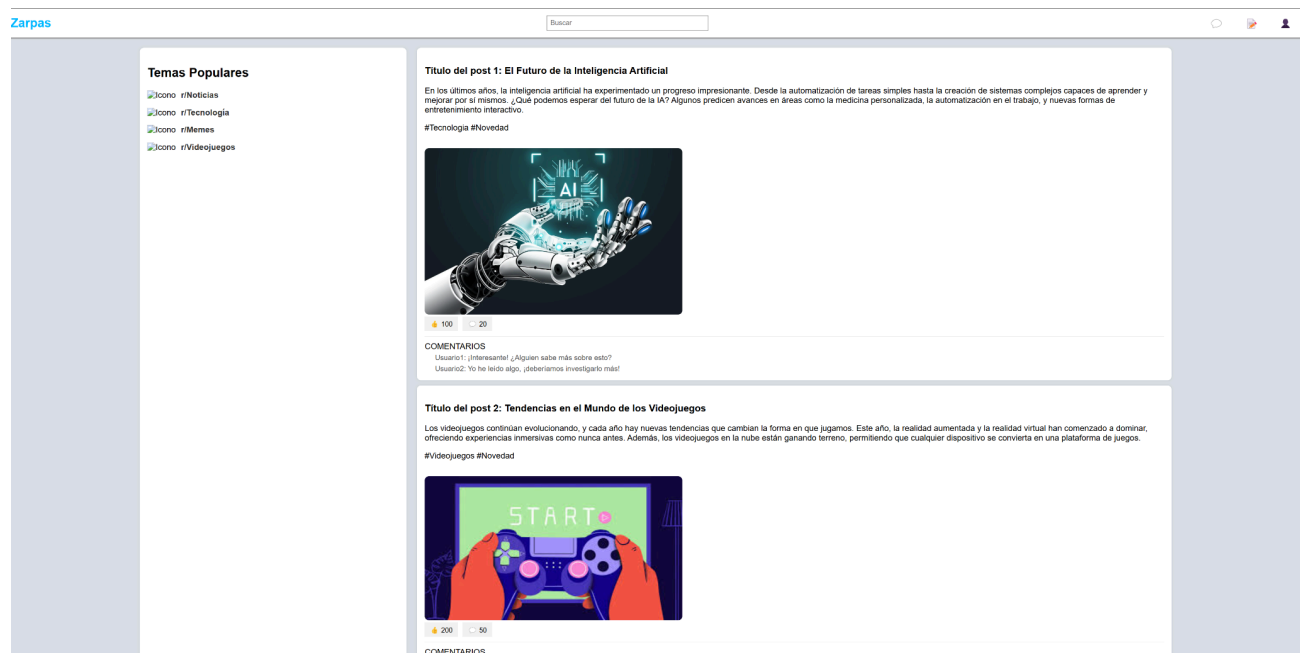 Zarpas
Buscar
Temas Populares
Icono r/Noticias
Icono r/Tecnología
Icono r/Memes
Icono r/Videojuegos
Título del post 1: El Futuro de la Inteligencia Artificial
En los últimos años, la inteligencia artificial ha experimentado un progreso impresionante. Desde la automatización de tareas simples hasta la creación de sistemas complejos capaces de aprender y
mejorar por sí mismos. ¿Qué podemos esperar del futuro de la IA? Algunos predicen avances en áreas como la medicina personalizada, la automatización en el trabajo, y nuevas formas de
entretenimiento interactivo.
#Tecnologia #Novedad
AI
100 20
COMENTARIOS
Usuario1: ¡Interesante! ¿Alguien sabe más sobre esto?
Usuario2: Yo he leído algo, ¡deberíamos investigarlo más!
Título del post 2: Tendencias en el Mundo de los Videojuegos
Los videojuegos continúan evolucionando, y cada año hay nuevas tendencias que cambian la forma en que jugamos. Este año, la realidad aumentada y la realidad virtual han comenzado a dominar,
ofreciendo experiencias inmersivas como nunca antes. Además, los videojuegos en la nube están ganando terreno, permitiendo que cualquier dispositivo se convierta en una plataforma de juegos.
#Videojuegos #Novedad
START
200 50
COMENTARIOS